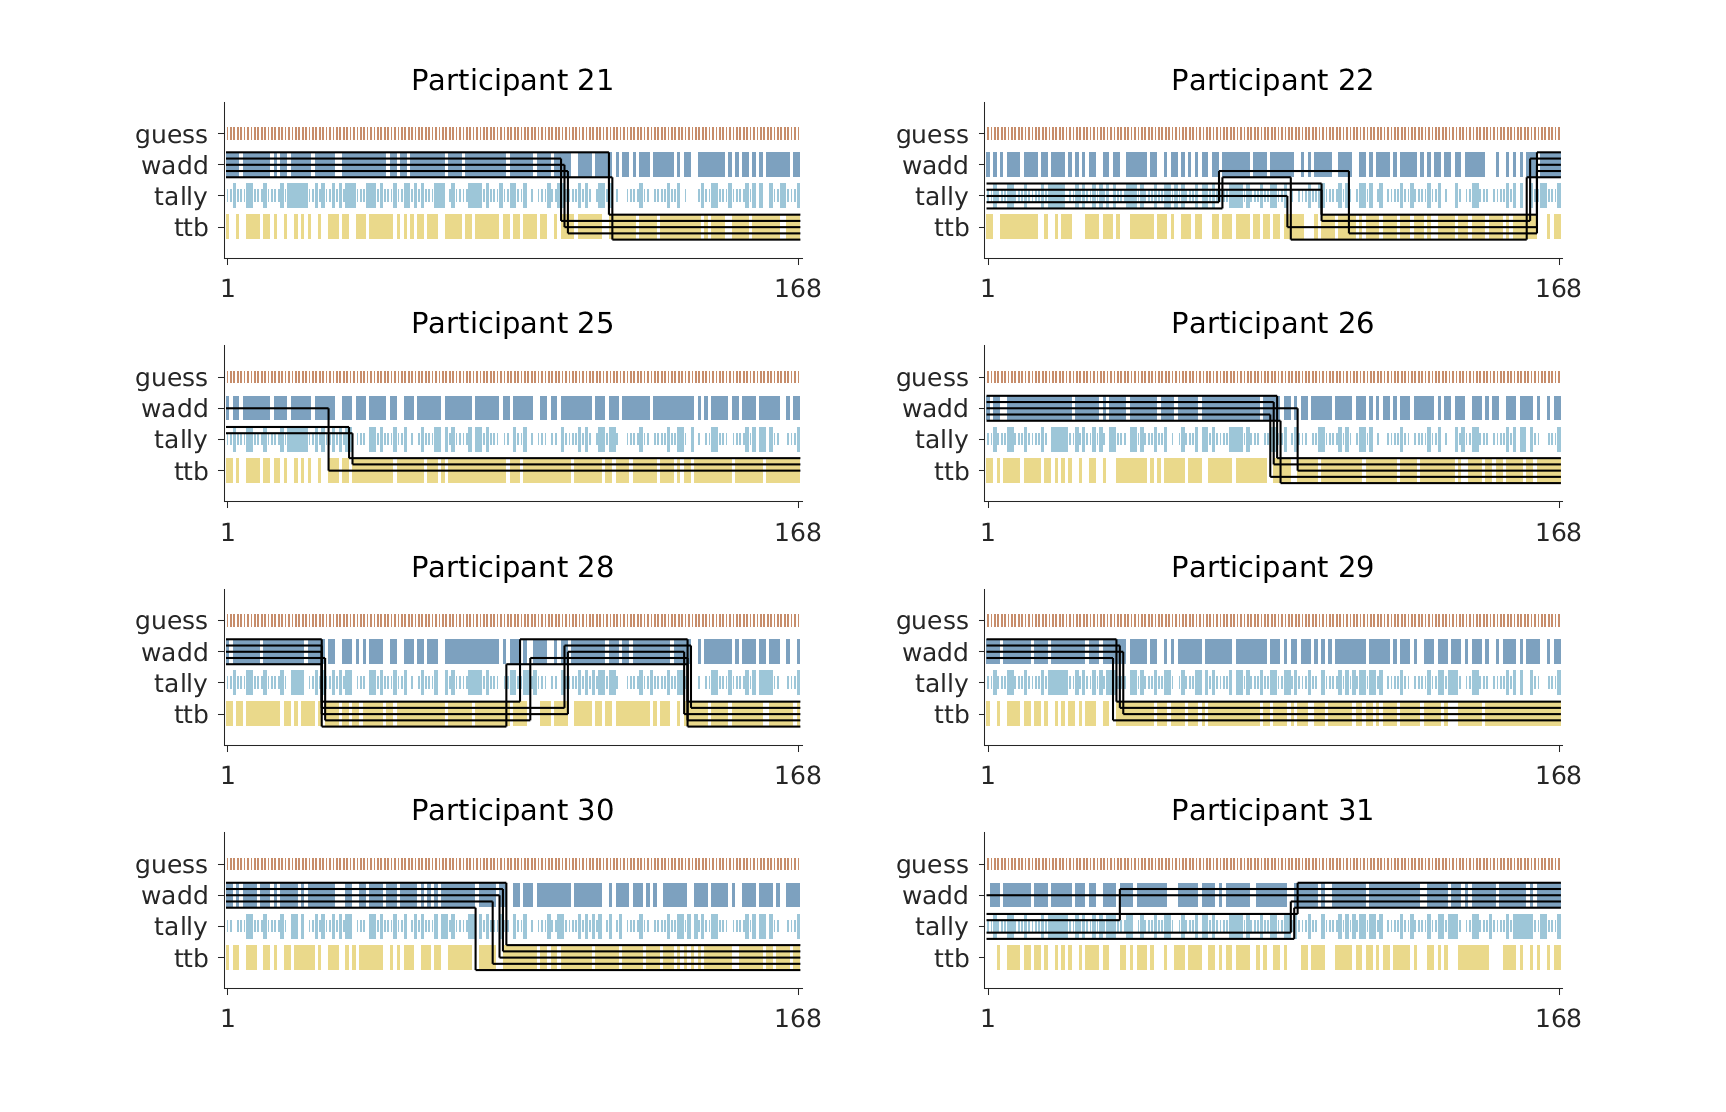 Participant 21
guess
wadd
tally
ttb
1 168
Participant 22
guess
wadd
tally
ttb
1 168
Participant 25
guess
wadd
tally
ttb
1 168
Participant 26
guess
wadd
tally
ttb
1 168
Participant 28
guess
wadd
tally
ttb
1 168
Participant 29
guess
wadd
tally
ttb
1 168
Participant 30
guess
wadd
tally
ttb
1 168
Participant 31
guess
wadd
tally
ttb
1 168